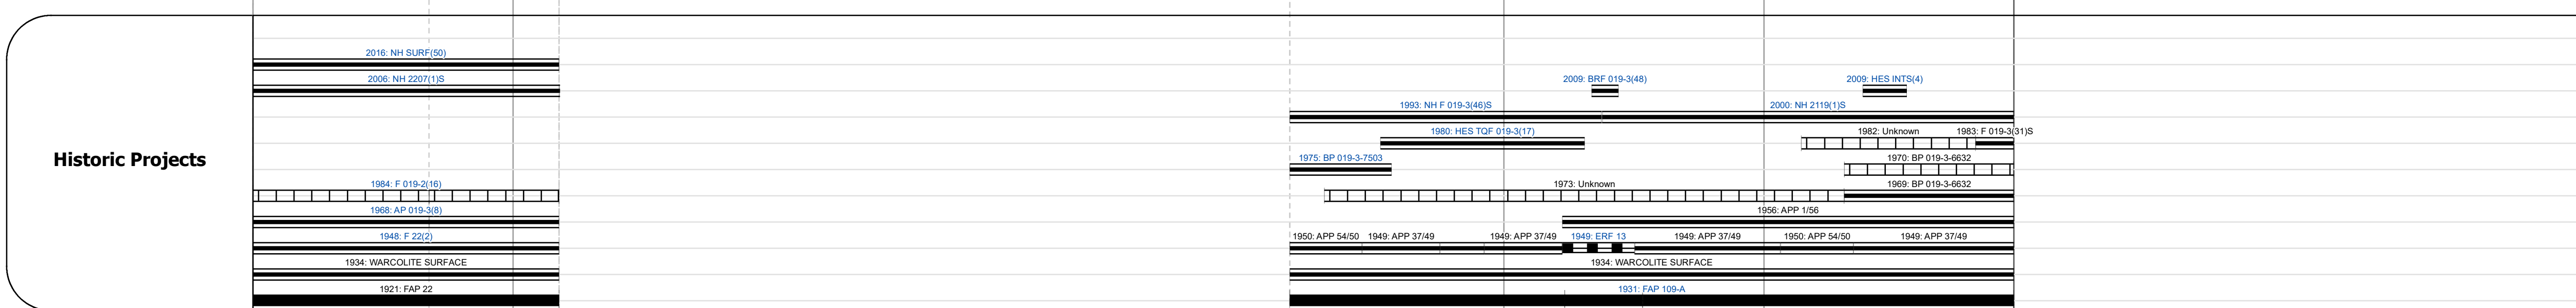 2016: NH SURF(50)
2006: NH 2207(1)S
2009: BRF 019-3(48)
2009: HES INTS(4)
1993: NH F 019-3(46)S
2000: NH 2119(1)S
1980: HES TQF 019-3(17)
1982: Unknown
1983: F 019-3(31)S
Historic Projects
1975: BP 019-3-7503
1970: BP 019-3-6632
1984: F 019-2(16)
1973: Unknown
1969: BP 019-3-6632
1968: AP 019-3(8)
1956: APP 1/56
1948: F 22(2)
1950: APP 54/50
1949: APP 37/49
1949: APP 37/49
1949: ERF 13
1949: APP 37/49
1950: APP 54/50
1949: APP 37/49
1934: WARCOLITE SURFACE
1934: WARCOLITE SURFACE
1921: FAP 22
1931: FAP 109-A